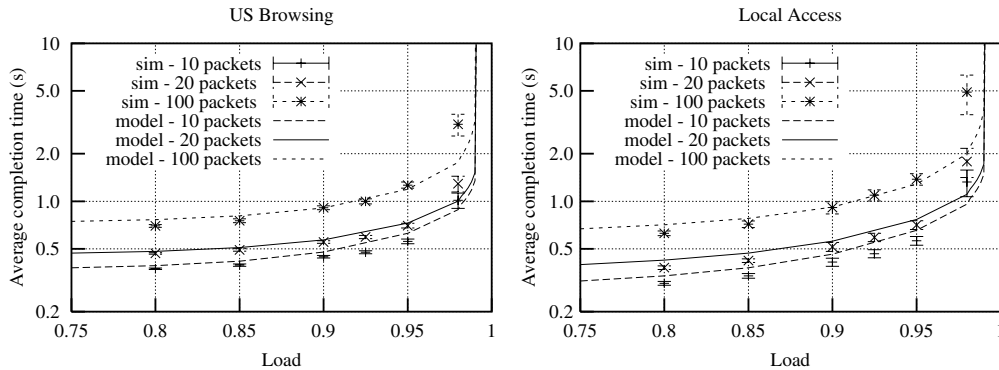 US Browsing
Average completion time (s)
10
5.0
2.0
1.0
0.5
0.2
sim - 10 packets
sim - 20 packets
sim - 100 packets
model - 10 packets
model - 20 packets
model - 100 packets
0.75 0.8 0.85 0.9 0.95 1
Load
Local Access
Average completion time (s)
10
5.0
2.0
1.0
0.5
0.2
sim - 10 packets
sim - 20 packets
sim - 100 packets
model - 10 packets
model - 20 packets
model - 100 packets
0.75 0.8 0.85 0.9 0.95 1
Load